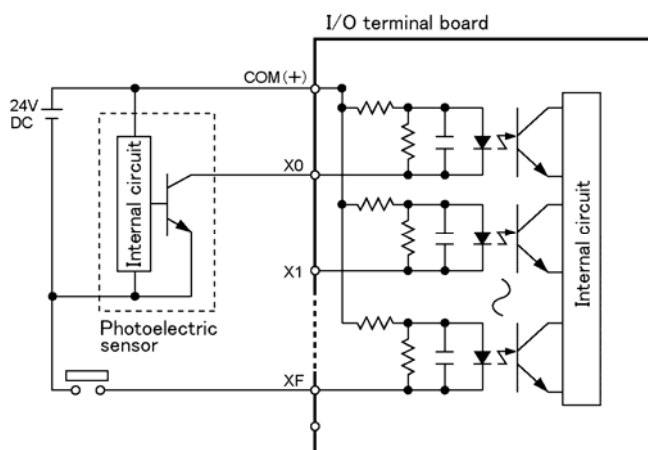 I/O terminal board
COM(+)
24V
DC
Internal circuit
X0
X1
Photoelectric
sensor
XF
Internal circuit